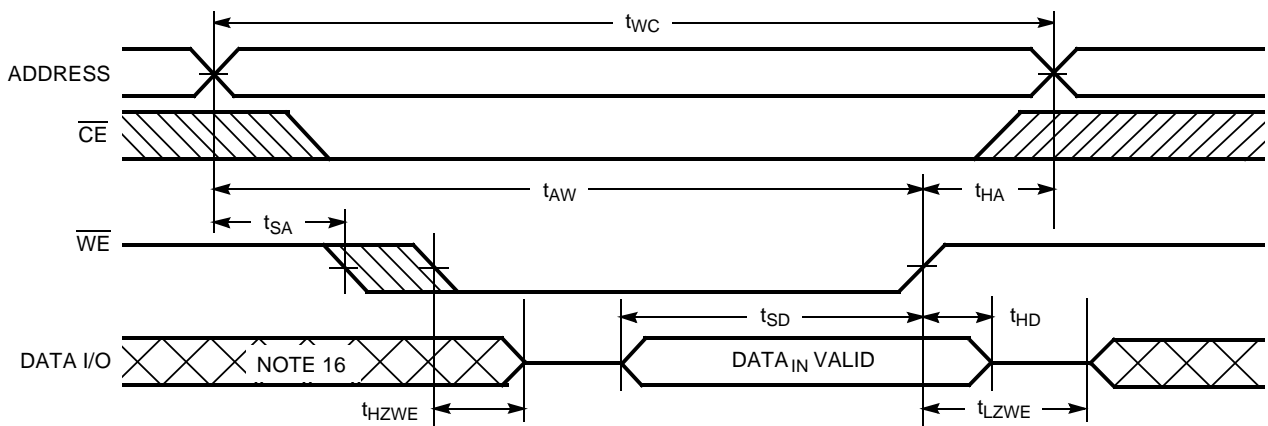 tWC
ADDRESS
CE
tAW
tHA
tSA
WE
tSD
tHD
DATA I/O
NOTE 16
DATAIN VALID
tHZWE
tLZWE